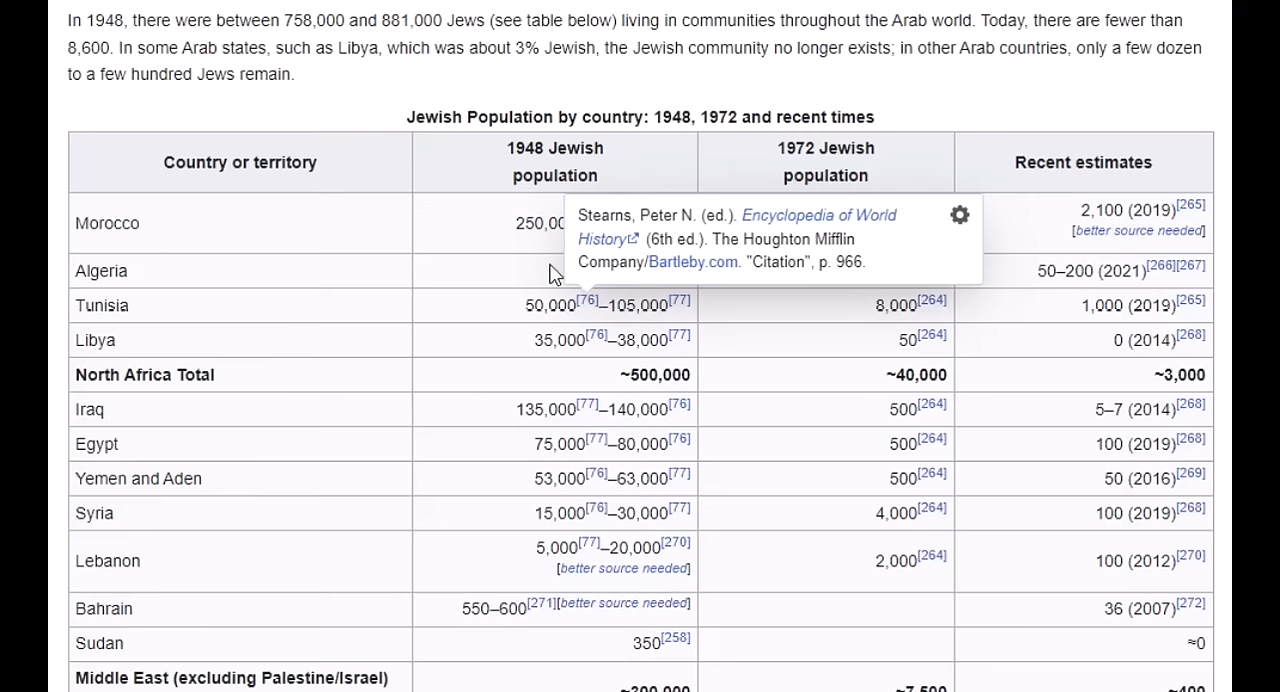 In 1948, there were between 758,000 and 881,000 Jews (see table below) living in communities throughout the Arab world. Today, there are fewer than
8,600. In some Arab states, such as Libya, which was about 3% Jewish, the Jewish community no longer exists; in other Arab countries, only a few dozen
to a few hundred Jews remain.
Jewish Population by country: 1948, 1972 and recent times
Country or territory 1948 Jewish population 1972 Jewish population Recent estimates
Morocco 250,00 2,100 (2019)[265]
[better source needed]
Stearns, Peter N. (ed.). Encyclopedia of World
History (6th ed.). The Houghton Mifflin
Company/Bartleby.com. "Citation", p. 966.
Algeria 50–200 (2021)[266][267]
Tunisia 50,000[76]–105,000[77] 8,000[264] 1,000 (2019)[265]
Libya 35,000[76]–38,000[77] 50[264] 0 (2014)[268]
North Africa Total ~500,000 ~40,000 ~3,000
Iraq 135,000[77]–140,000[76] 500[264] 5–7 (2014)[268]
Egypt 75,000[77]–80,000[76] 500[264] 100 (2019)[268]
Yemen and Aden 53,000[76]–63,000[77] 500[264] 50 (2016)[269]
Syria 15,000[76]–30,000[77] 4,000[264] 100 (2019)[268]
Lebanon 5,000[77]–20,000[270] 2,000[264] 100 (2012)[270]
[better source needed]
Bahrain 550–600[271][better source needed] 36 (2007)[272]
Sudan 350[258] ≈0
Middle East (excluding Palestine/Israel)
~300,000 ~7,500 ~400